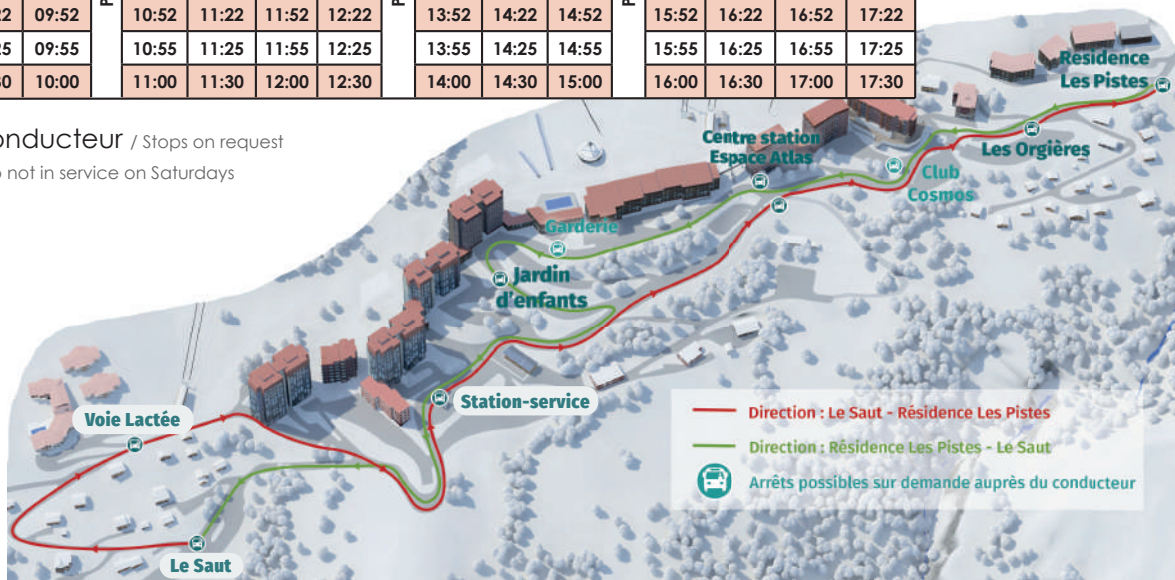 09:52 10:52 11:22 11:52 12:22 13:52 14:22 14:52 15:52 16:22 16:52 17:22
09:55 10:55 11:25 11:55 12:25 13:55 14:25 14:55 15:55 16:25 16:55 17:25
10:00 11:00 11:30 12:00 12:30 14:00 14:30 15:00 16:00 16:30 17:00 17:30
onducteur / Stops on request
not in service on Saturdays
Residence
Les Pistes
Centre station
Espace Atlas
Les Orgières
Club
Cosmos
Garderie
Jardin
d'enfants
Station-service
Voie Lactée
Le Saut
Direction : Le Saut - Résidence Les Pistes
Direction : Résidence Les Pistes - Le Saut
Arrêts possibles sur demande auprès du conducteur